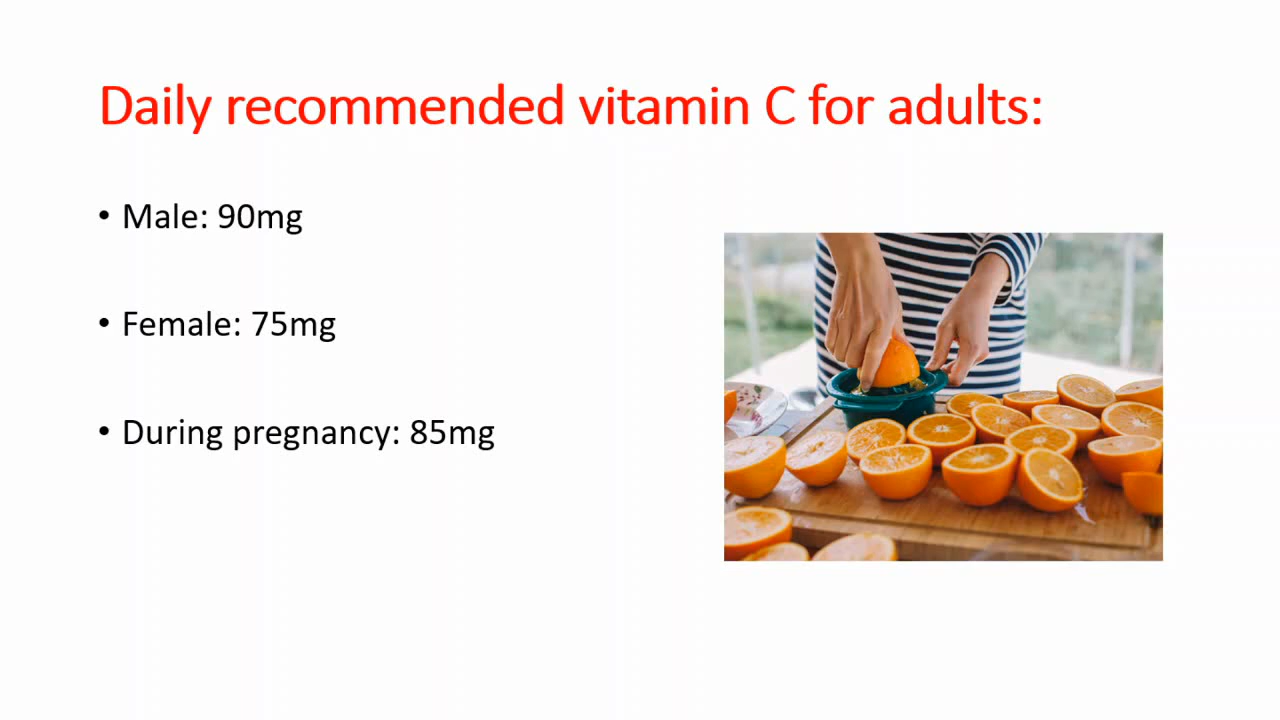 Daily recommended vitamin C for adults:
• Male: 90mg
• Female: 75mg
• During pregnancy: 85mg